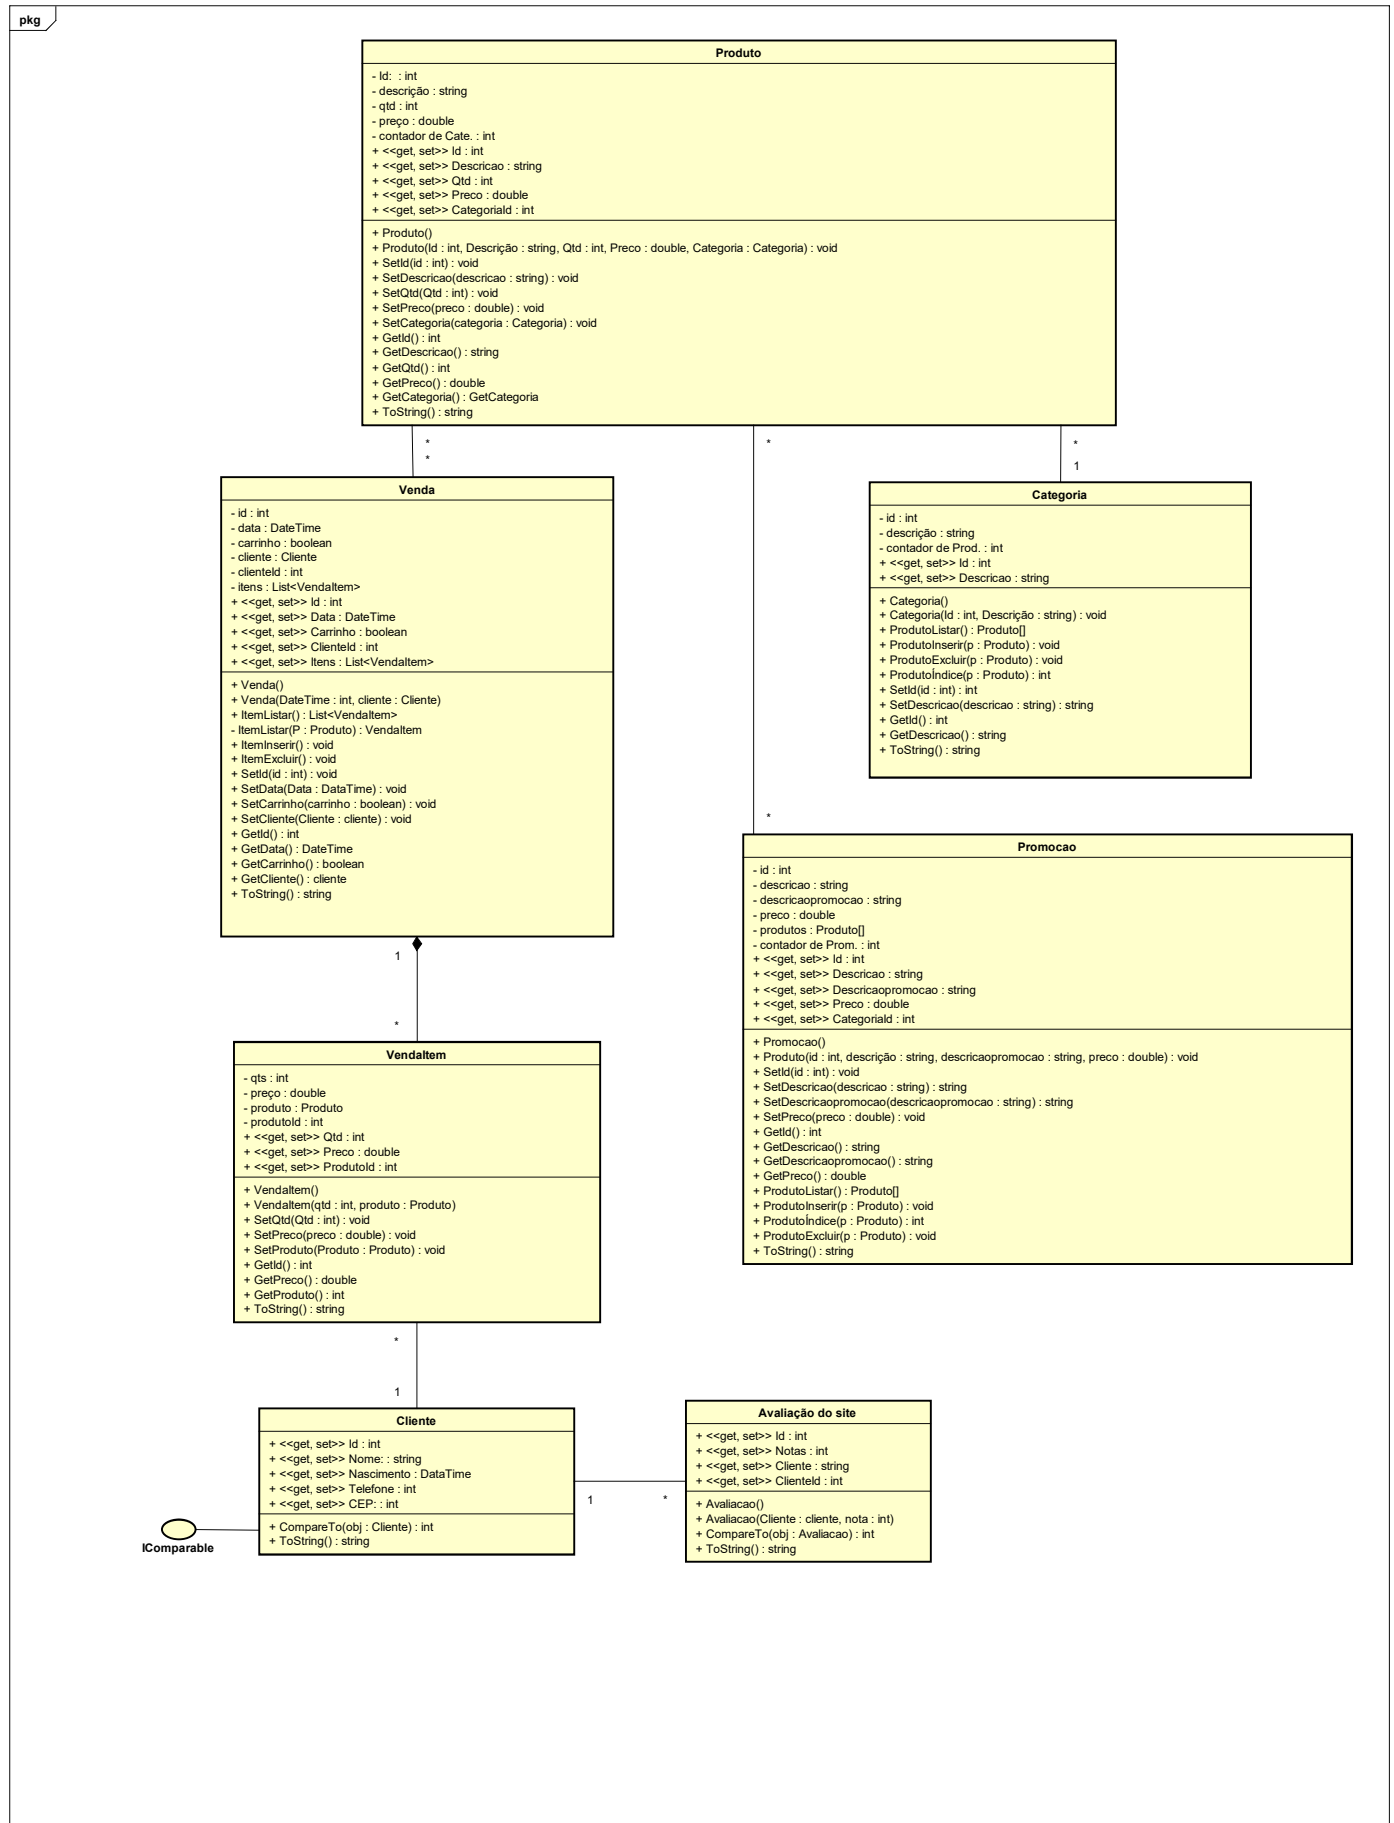 pkg
Produto
- Id:  : int
- descrição : string
- qtd : int
- preço : double
- contador de Cate. : int
+ <<get, set>> Id : int
+ <<get, set>> Descricao : string
+ <<get, set>> Qtd : int
+ <<get, set>> Preco : double
+ <<get, set>> CategoriaId : int
+ Produto()
+ Produto(Id : int, Descrição : string, Qtd : int, Preco : double, Categoria : Categoria) : void
+ SetId(id : int) : void
+ SetDescricao(descricao : string) : void
+ SetQtd(Qtd : int) : void
+ SetPreco(preco : double) : void
+ SetCategoria(categoria : Categoria) : void
+ GetId() : int
+ GetDescricao() : string
+ GetQtd() : int
+ GetPreco() : double
+ GetCategoria() : GetCategoria
+ ToString() : string
*
*
*
*
1
Venda
- id : int
- data : DateTime
- carrinho : boolean
- cliente : Cliente
- clienteId : int
- itens : List<VendaItem>
+ <<get, set>> Id : int
+ <<get, set>> Data : DateTime
+ <<get, set>> Carrinho : boolean
+ <<get, set>> ClienteId : int
+ <<get, set>> Itens : List<VendaItem>
+ Venda()
+ Venda(DateTime : int, cliente : Cliente)
+ ItemListar() : List<VendaItem>
- ItemListar(P : Produto) : VendaItem
+ ItemInserir() : void
+ ItemExcluir() : void
+ SetId(id : int) : void
+ SetData(Data : DataTime) : void
+ SetCarrinho(carrinho : boolean) : void
+ SetCliente(Cliente : cliente) : void
+ GetId() : int
+ GetData() : DateTime
+ GetCarrinho() : boolean
+ GetCliente() : cliente
+ ToString() : string
Categoria
- id : int
- descrição : string
- contador de Prod. : int
+ <<get, set>> Id : int
+ <<get, set>> Descricao : string
+ Categoria()
+ Categoria(Id : int, Descrição : string) : void
+ ProdutoListar() : Produto[]
+ ProdutoInserir(p : Produto) : void
+ ProdutoExcluir(p : Produto) : void
+ ProdutoÍndice(p : Produto) : int
+ SetId(id : int) : int
+ SetDescricao(descricao : string) : string
+ GetId() : int
+ GetDescricao() : string
+ ToString() : string
*
Promocao
- id : int
- descricao : string
- descricaopromocao : string
- preco : double
- produtos : Produto[]
- contador de Prom. : int
+ <<get, set>> Id : int
+ <<get, set>> Descricao : string
+ <<get, set>> Descricaopromocao : string
+ <<get, set>> Preco : double
+ <<get, set>> CategoriaId : int
+ Promocao()
+ Produto(id : int, descrição : string, descricaopromocao : string, preco : double) : void
+ SetId(id : int) : void
+ SetDescricao(descricao : string) : string
+ SetDescricaopromocao(descricaopromocao : string) : string
+ SetPreco(preco : double) : void
+ GetId() : int
+ GetDescricao() : string
+ GetDescricaopromocao() : string
+ GetPreco() : double
+ ProdutoListar() : Produto[]
+ ProdutoInserir(p : Produto) : void
+ ProdutoÍndice(p : Produto) : int
+ ProdutoExcluir(p : Produto) : void
+ ToString() : string
1
*
VendaItem
- qts : int
- preço : double
- produto : Produto
- produtoId : int
+ <<get, set>> Qtd : int
+ <<get, set>> Preco : double
+ <<get, set>> ProdutoId : int
+ VendaItem()
+ VendaItem(qtd : int, produto : Produto)
+ SetQtd(Qtd : int) : void
+ SetPreco(preco : double) : void
+ SetProduto(Produto : Produto) : void
+ GetId() : int
+ GetPreco() : double
+ GetProduto() : int
+ ToString() : string
*
1
Cliente
+ <<get, set>> Id : int
+ <<get, set>> Nome: : string
+ <<get, set>> Nascimento : DataTime
+ <<get, set>> Telefone : int
+ <<get, set>> CEP: : int
+ CompareTo(obj : Cliente) : int
+ ToString() : string
IComparable
1
*
Avaliação do site
+ <<get, set>> Id : int
+ <<get, set>> Notas : int
+ <<get, set>> Cliente : string
+ <<get, set>> ClienteId : int
+ Avaliacao()
+ Avaliacao(Cliente : cliente, nota : int)
+ CompareTo(obj : Avaliacao) : int
+ ToString() : string